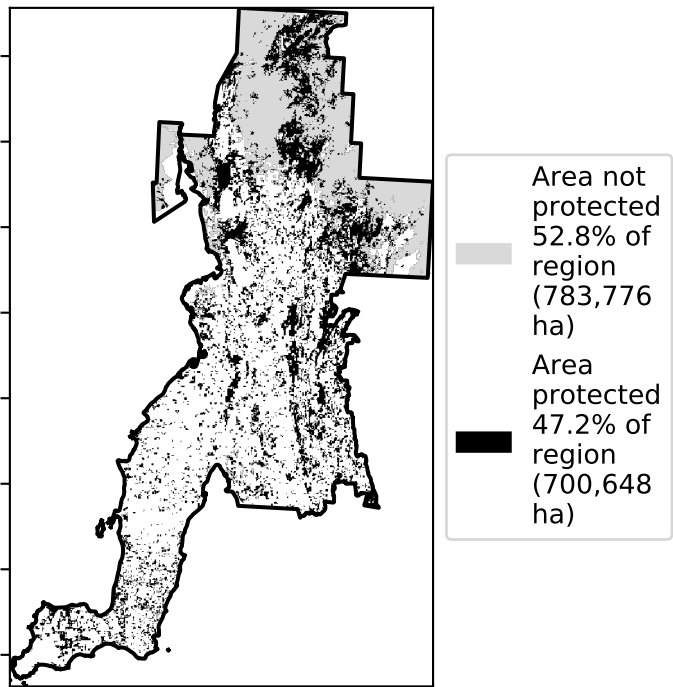 Area not
protected
52.8% of
region
(783,776
ha)
Area
protected
47.2% of
region
(700,648
ha)